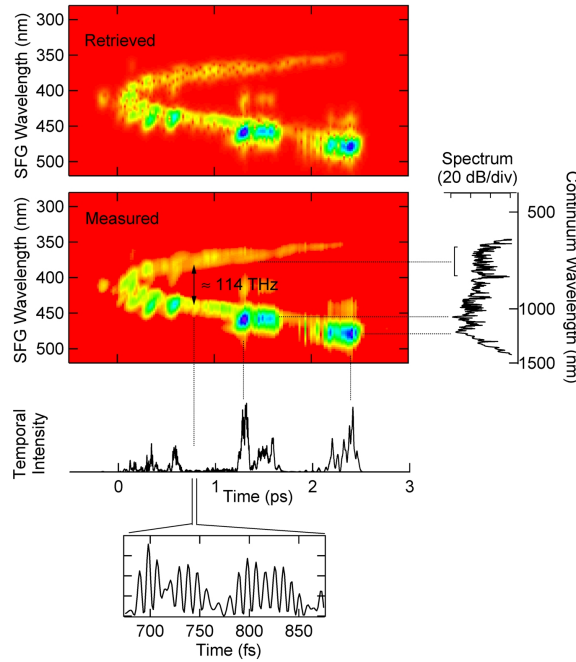 300
350
400
450
500
SFG Wavelength (nm)
Retrieved
300
350
400
450
500
SFG Wavelength (nm)
Measured
≈ 114 THz
Spectrum
(20 dB/div)
500
1000
1500
Continuum Wavelength (nm)
Temporal
Intensity
0
1
2
3
Time (ps)
700
750
800
850
Time (fs)